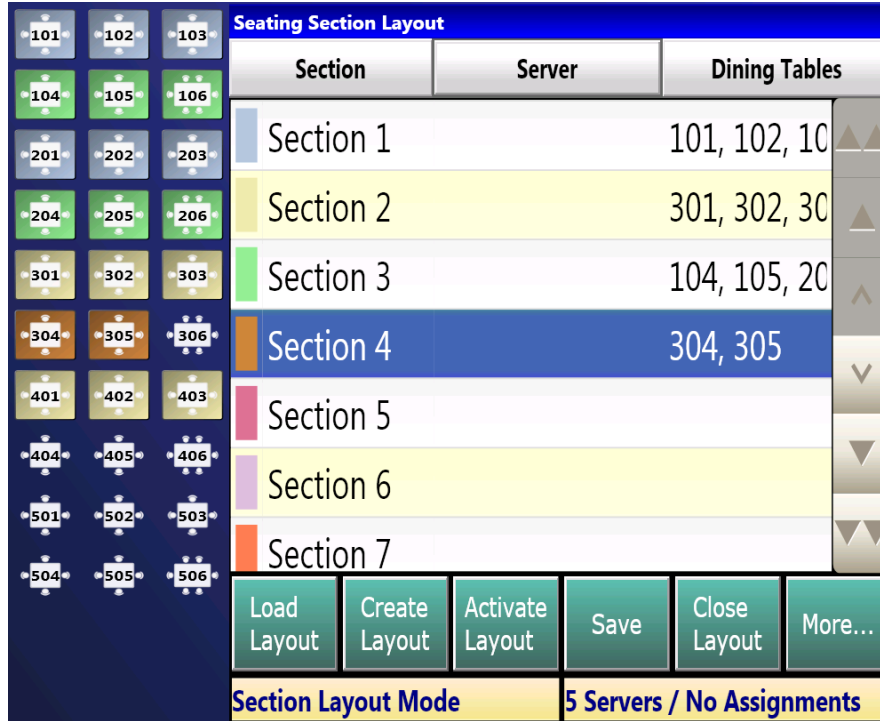 101 102 103
104 105 106
201 202 203
204 205 206
301 302 303
304 305 306
401 402 403
404 405 406
501 502 503
504 505 506
Seating Section Layout
Section Server Dining Tables
Section 1 101, 102, 10
Section 2 301, 302, 30
Section 3 104, 105, 20
Section 4 304, 305
Section 5
Section 6
Section 7
Load Layout
Create Layout
Activate Layout
Save
Close Layout
More...
Section Layout Mode
5 Servers / No Assignments